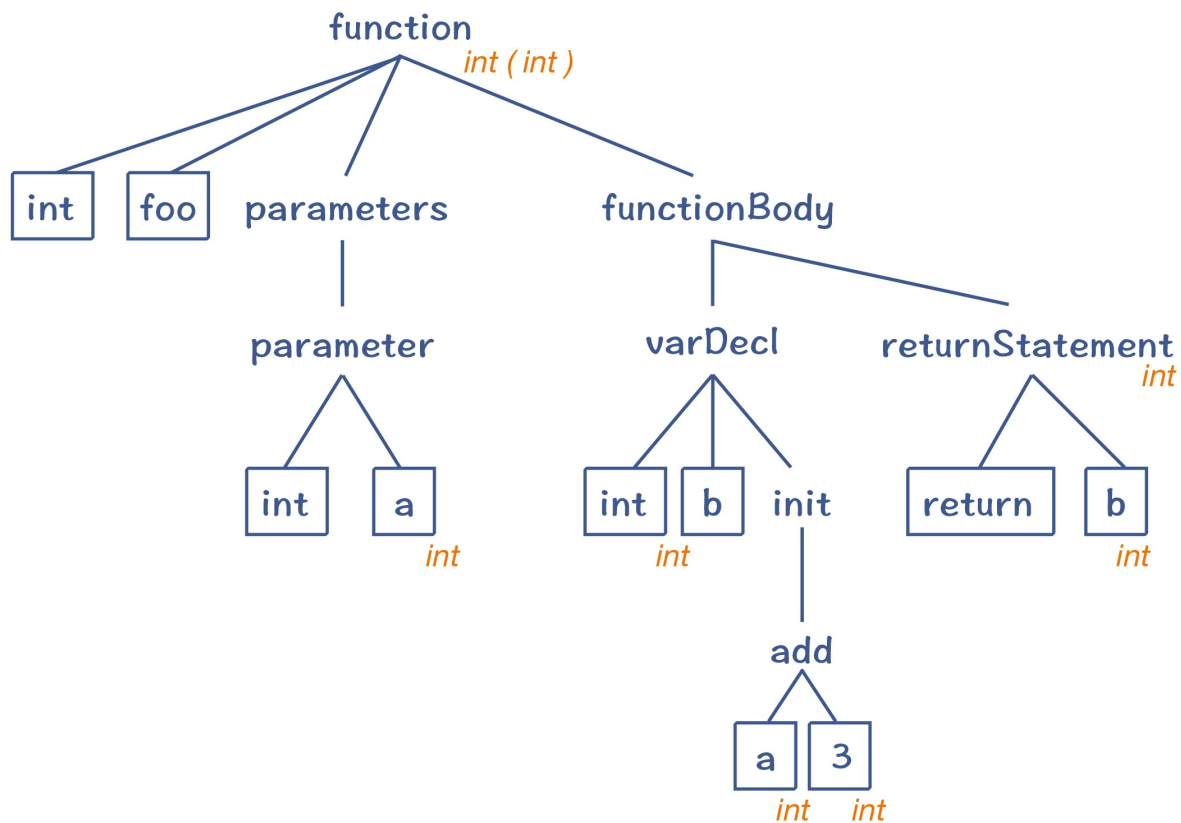 function
int ( int )
int foo parameters functionBody
parameter varDecl returnStatement
int
int a int b init return b
int int int
add
a 3
int int